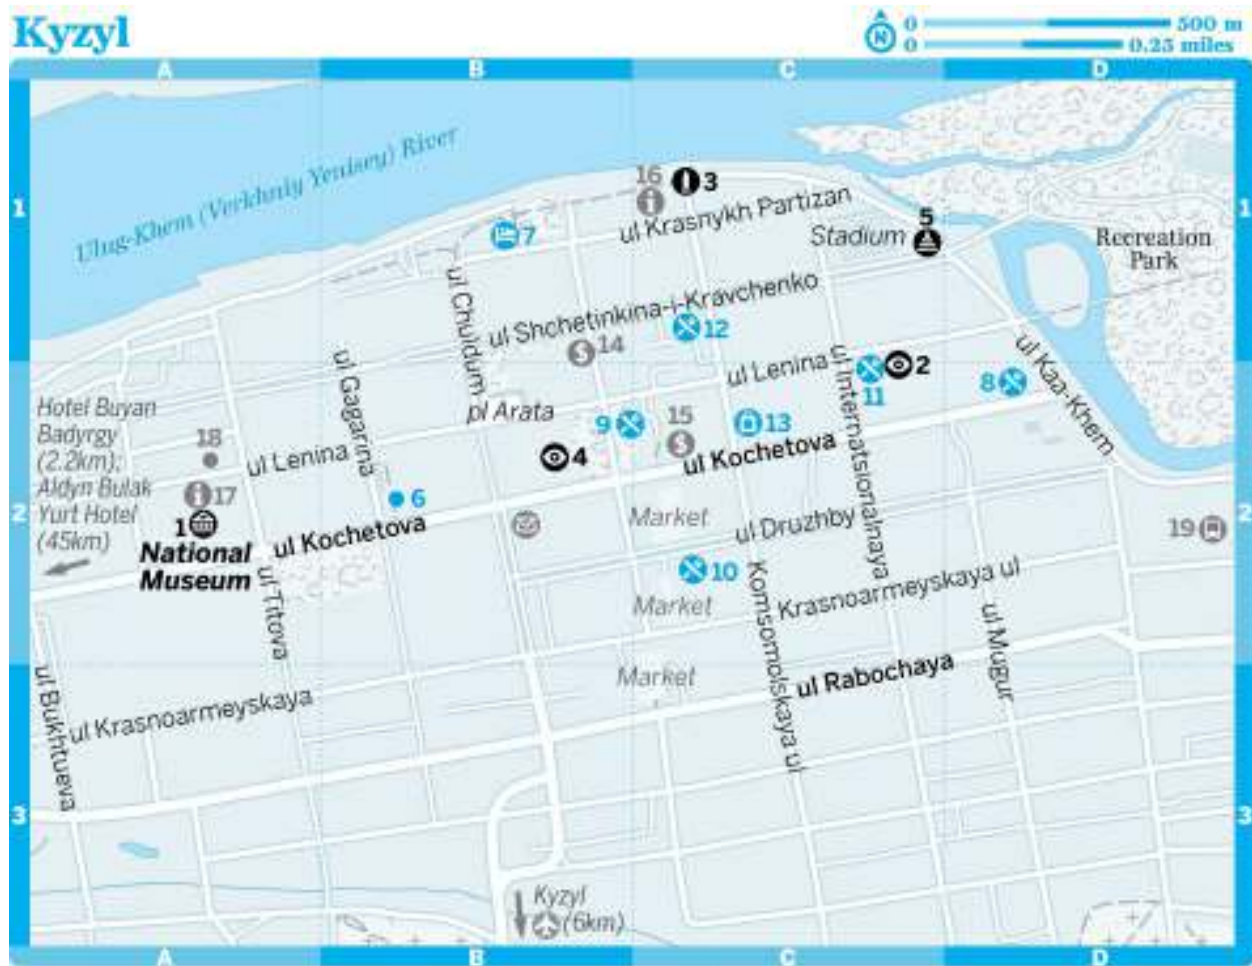 Kyzyl
N
0 500 m
0 0.25 miles
A B C D
1 1
Ulug-Khem (Verkhniy Yenisey) River
16
3
ul Krasnykh Partizan
5
Stadium
Recreation
Park
7
ul Chuldum
ul Shchetinkina-i-Kravchenko
12
14
ul Gagarina
ul Lenina
ul Internatsionalnaya
2
11
8
ul Kaa-Khem
Hotel Buyan
Badyrgy
(2.2km);
Aldyn Bulak
Yurt Hotel
(45km)
pl Arata
9
15
$
13
18
ul Lenina
4
ul Kochetova
17
6
2 2
1
National
Museum
ul Kochetova
Market
ul Druzhby
19
ul Titova
10
Market
Komsomolskaya ul
Krasnoarmeyskaya ul
ul Mugur
ul Bukhtueva
ul Krasnoarmeyskaya
Market
ul Rabochaya
3 3
Kyzyl
(6km)
A B C D